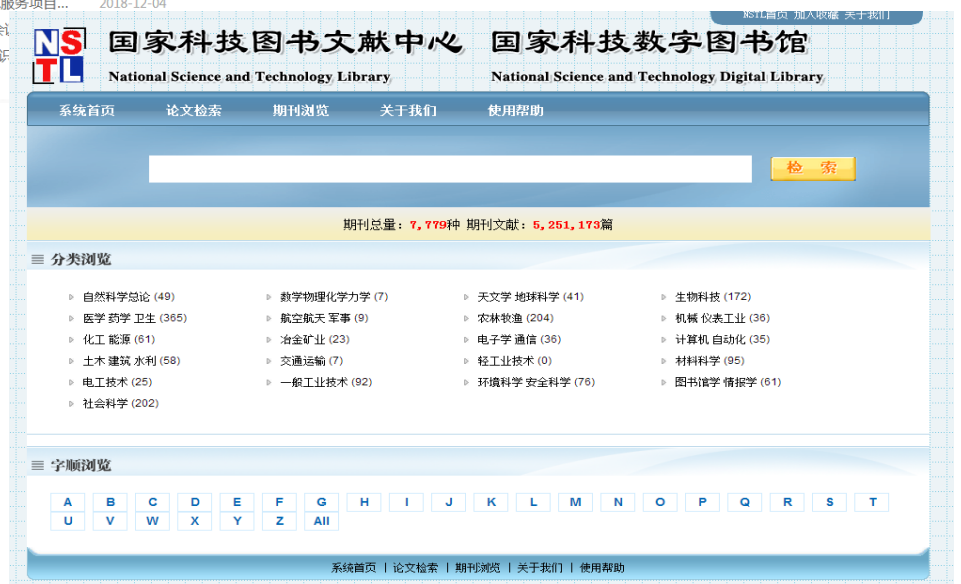 服务项目... 2018-12-04
NSTL首页 加入收藏 关于我们
NSTL
国家科技图书文献中心 国家科技数字图书馆
National Science and Technology Library National Science and Technology Digital Library
系统首页 论文检索 期刊浏览 关于我们 使用帮助
检 索
期刊总量：7,779种 期刊文献：5,251,173篇
分类浏览
自然科学总论 (49) 数学物理化学力学 (7) 天文学 地球科学 (41) 生物科技 (172)
医学 药学 卫生 (365) 航空航天 军事 (9) 农林牧渔 (204) 机械 仪表工业 (36)
化工 能源 (61) 冶金矿业 (23) 电子学 通信 (36) 计算机 自动化 (35)
土木 建筑 水利 (58) 交通运输 (7) 轻工业技术 (0) 材料科学 (95)
电工技术 (25) 一般工业技术 (92) 环境科学 安全科学 (76) 图书馆学 情报学 (61)
社会科学 (202)
字顺浏览
A B C D E F G H I J K L M N O P Q R S T
U V W X Y Z All
系统首页 | 论文检索 | 期刊浏览 | 关于我们 | 使用帮助